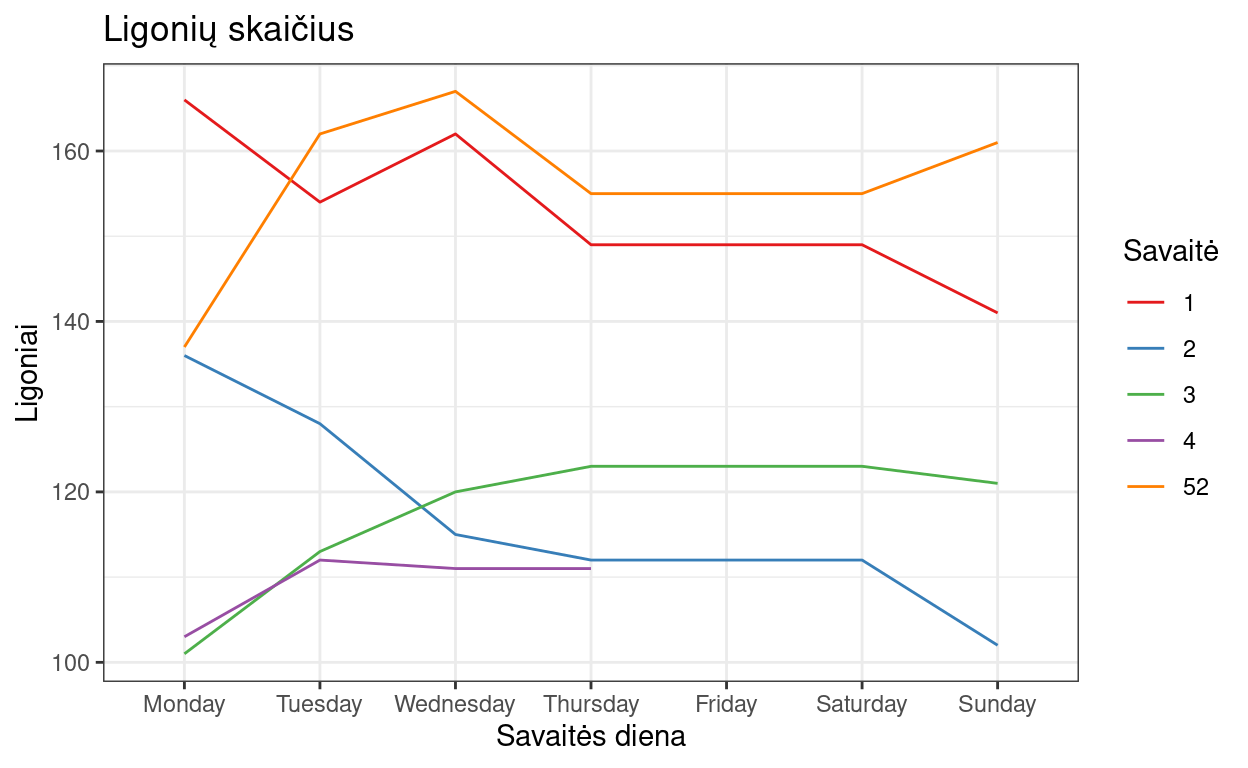 Ligonių skaičius
Ligoniai
160
140
120
100
Monday Tuesday Wednesday Thursday Friday Saturday Sunday
Savaitės diena
Savaitė
1
2
3
4
52